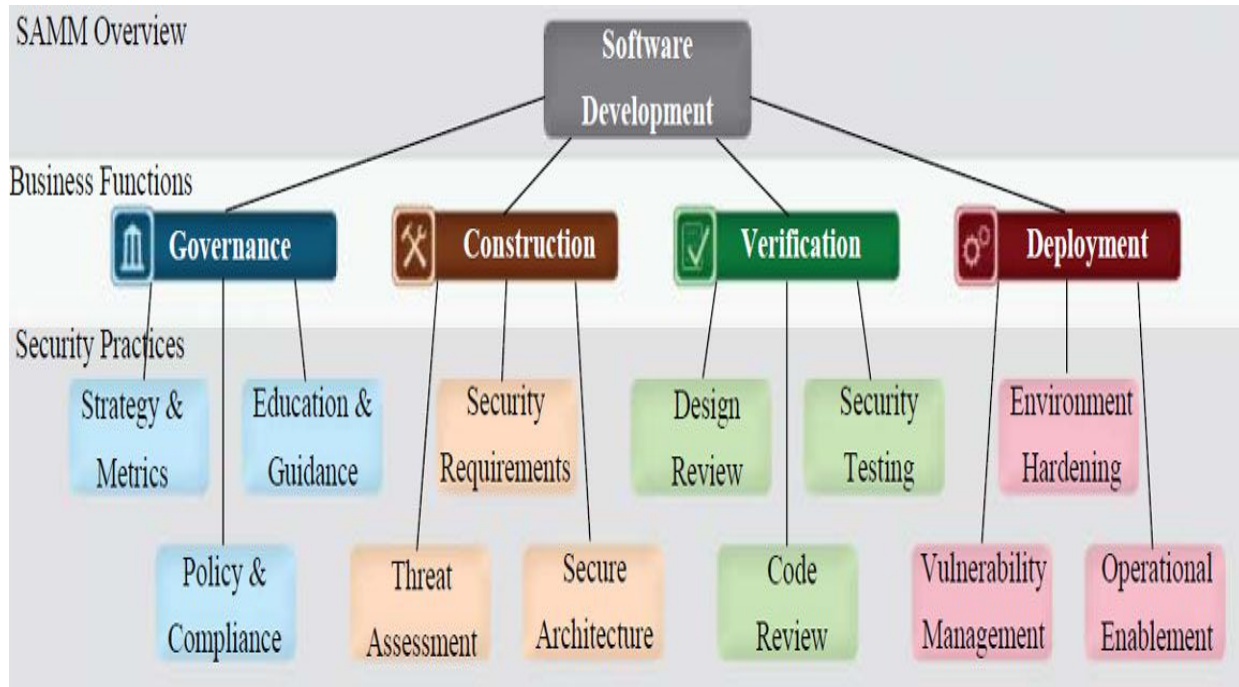 SAMM Overview
Software
Development
Business Functions
Governance
Construction
Verification
Deployment
Security Practices
Strategy &
Metrics
Education &
Guidance
Security
Requirements
Design
Review
Security
Testing
Environment
Hardening
Policy &
Compliance
Threat
Assessment
Secure
Architecture
Code
Review
Vulnerability
Management
Operational
Enablement